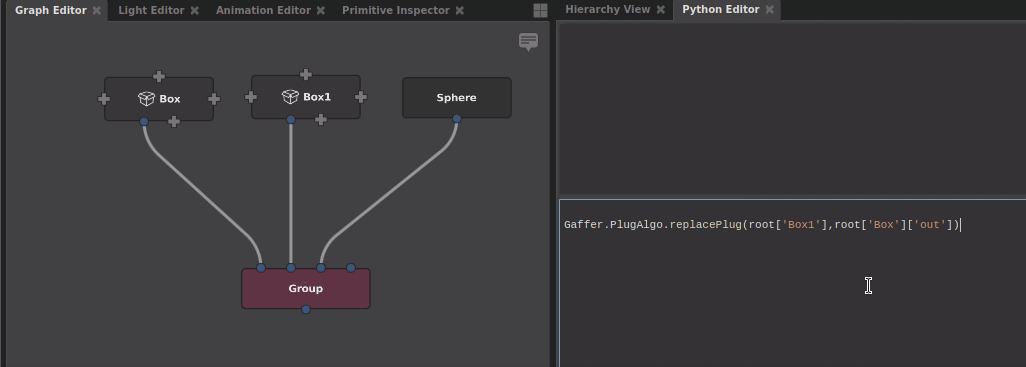 Graph Editor Light Editor Animation Editor Primitive Inspector
Hierarchy View Python Editor
Box Box1 Sphere
Group
Gaffer.PlugAlgo.replacePlug(root['Box1'],root['Box']['out'])